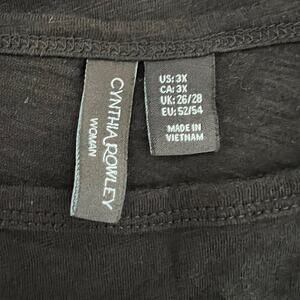 CYNTHIA ROWLEY
WOMAN
US: 3X
CA: 3X
UK: 26/28
EU: 52/54
MADE IN
VIETNAM